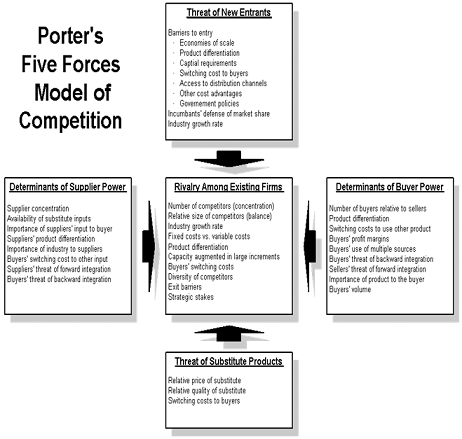 Porter's
Five Forces
Model of
Competition
Threat of New Entrants
Barriers to entry
· Economies of scale
· Product differentiation
· Captial requirements
· Switching cost to buyers
· Access to distribution channels
· Other cost advantages
· Governement policies
Incumbants' defense of market share
Industry growth rate
Determinants of Supplier Power
Supplier concentration
Availability of substitute inputs
Importance of suppliers' input to buyer
Suppliers' product differentiation
Importance of industry to suppliers
Buyers' switching cost to other input
Suppliers' threat of forward integration
Buyers' threat of backward integration
Rivalry Among Existing Firms
Number of competitors (concentration)
Relative size of competitors (balance)
Industry growth rate
Fixed costs vs. variable costs
Product differentiation
Capacity augmented in large increments
Buyers' switching costs
Diversity of competitors
Exit barriers
Strategic stakes
Determinants of Buyer Power
Number of buyers relative to sellers
Product differentiation
Switching costs to use other product
Buyers' profit margins
Buyers' use of multiple sources
Buyers' threat of backward integration
Sellers' threat of forward integration
Importance of product to the buyer
Buyers' volume
Threat of Substitute Products
Relative price of substitute
Relative quality of substitute
Switching costs to buyers